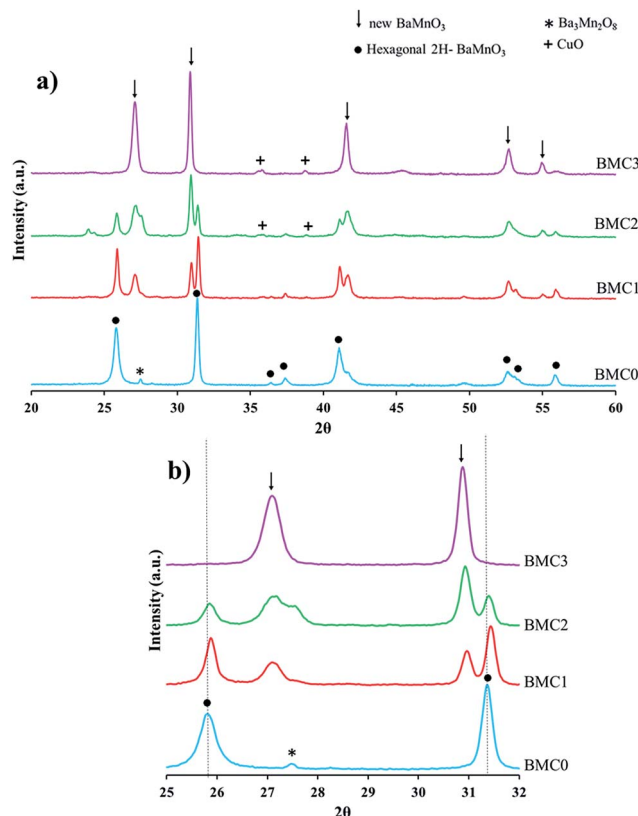 new BaMnO₃
* Ba₃Mn₂O₈
● Hexagonal 2H- BaMnO₃
+ CuO
a)
Intensity (a.u.)
BMC3
BMC2
BMC1
BMC0
20 25 30 35 40 45 50 55 60
2θ
b)
Intensity (a.u.)
BMC3
BMC2
BMC1
BMC0
25 26 27 28 29 30 31 32
2θ